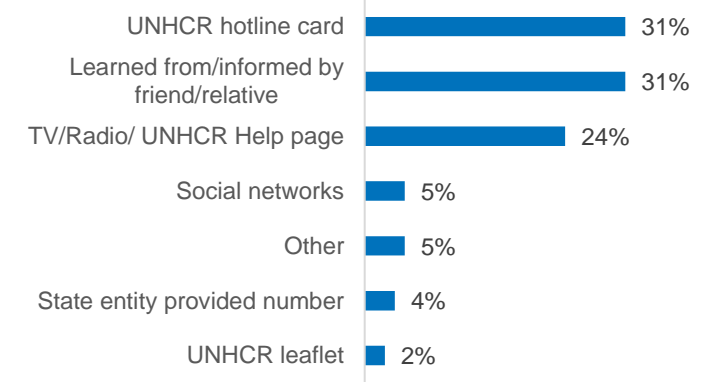 UNHCR hotline card 31%
Learned from/informed by
friend/relative 31%
TV/Radio/ UNHCR Help page 24%
Social networks 5%
Other 5%
State entity provided number 4%
UNHCR leaflet 2%